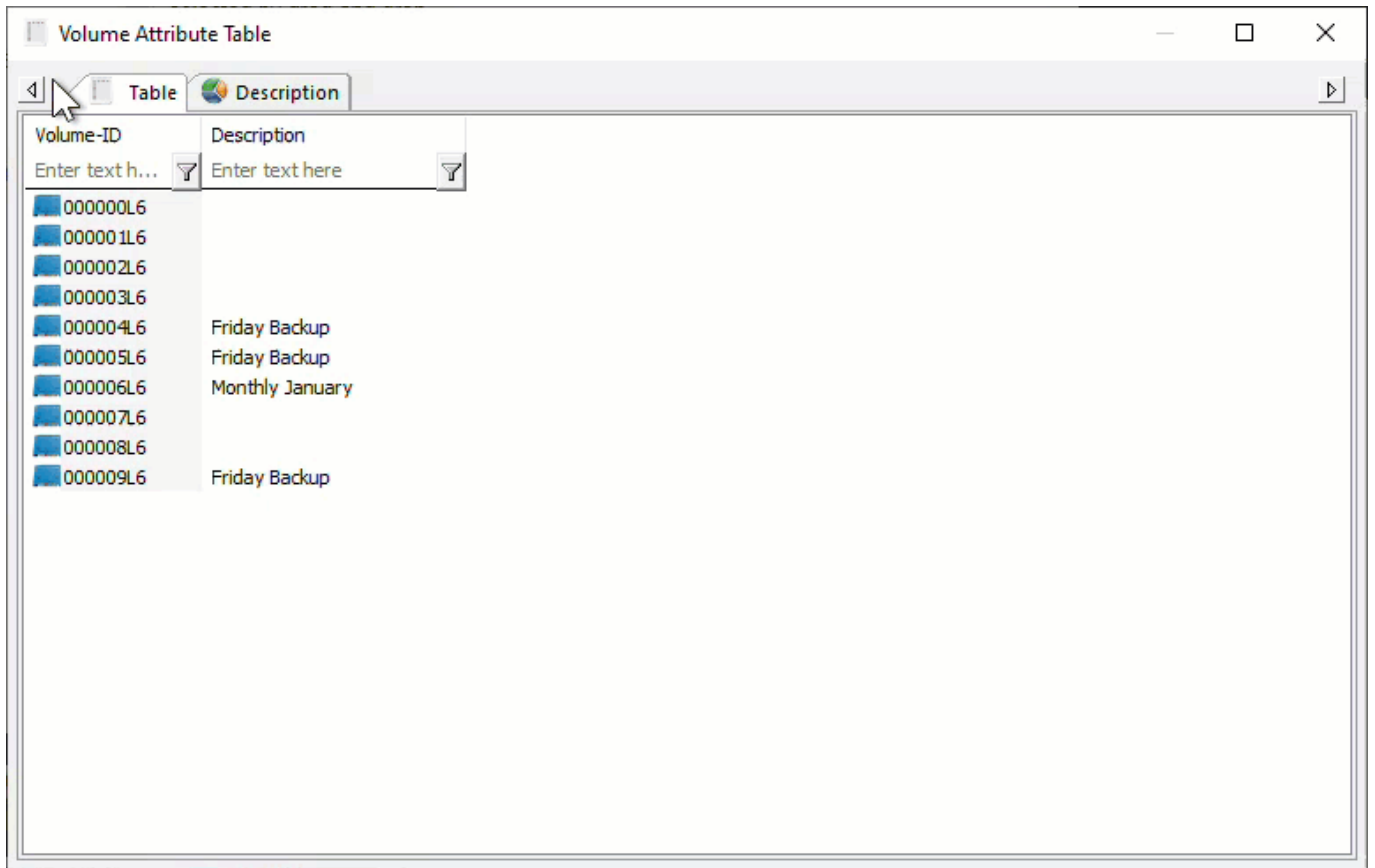 Volume Attribute Table
Table Description
Volume-ID Description
Enter text h... Enter text here
000000L6
000001L6
000002L6
000003L6
000004L6 Friday Backup
000005L6 Friday Backup
000006L6 Monthly January
000007L6
000008L6
000009L6 Friday Backup